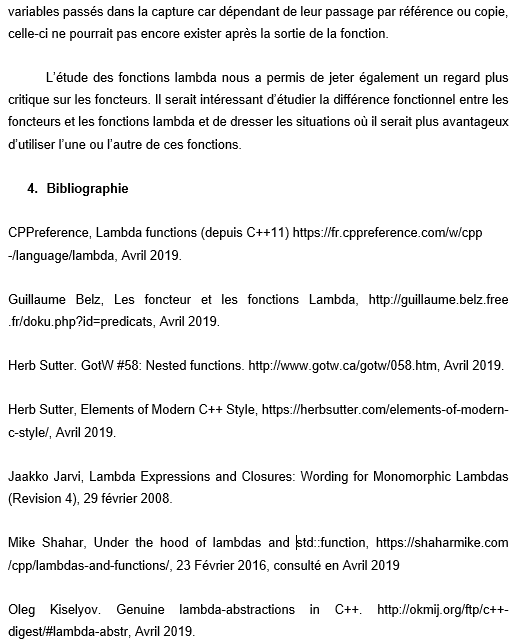 variables passés dans la capture car dépendant de leur passage par référence ou copie,
celle-ci ne pourrait pas encore exister après la sortie de la fonction.
L'étude des fonctions lambda nous a permis de jeter également un regard plus
critique sur les foncteurs. Il serait intéressant d'étudier la différence fonctionnel entre les
foncteurs et les fonctions lambda et de dresser les situations où il serait plus avantageux
d'utiliser l'une ou l'autre de ces fonctions.
4. Bibliographie
CPPreference, Lambda functions (depuis C++11) https://fr.cppreference.com/w/cpp
-/language/lambda, Avril 2019.
Guillaume Belz, Les foncteur et les fonctions Lambda, http://guillaume.belz.free
.fr/doku.php?id=predicats, Avril 2019.
Herb Sutter. GotW #58: Nested functions. http://www.gotw.ca/gotw/058.htm, Avril 2019.
Herb Sutter, Elements of Modern C++ Style, https://herbsutter.com/elements-of-modern-
c-style/, Avril 2019.
Jaakko Jarvi, Lambda Expressions and Closures: Wording for Monomorphic Lambdas
(Revision 4), 29 février 2008.
Mike Shahar, Under the hood of lambdas and std::function, https://shaharmike.com
/cpp/lambdas-and-functions/, 23 Février 2016, consulté en Avril 2019
Oleg Kiselyov. Genuine lambda-abstractions in C++. http://okmij.org/ftp/c++-
digest/#lambda-abstr, Avril 2019.